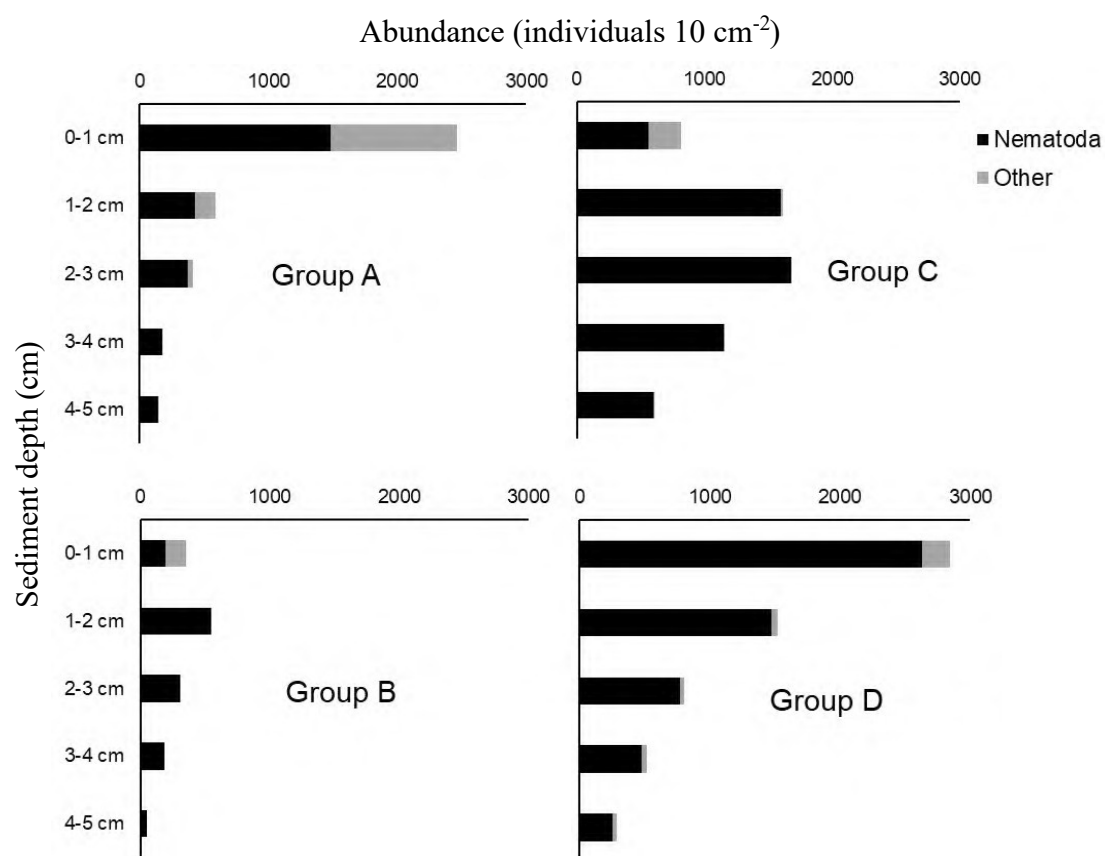 Abundance (individuals 10 cm⁻²)
0 1000 2000 3000
0-1 cm
1-2 cm
2-3 cm
3-4 cm
4-5 cm
Group A
0 1000 2000 3000
Group C
Nematoda
Other
Sediment depth (cm)
0 1000 2000 3000
0-1 cm
1-2 cm
2-3 cm
3-4 cm
4-5 cm
Group B
0 1000 2000 3000
Group D